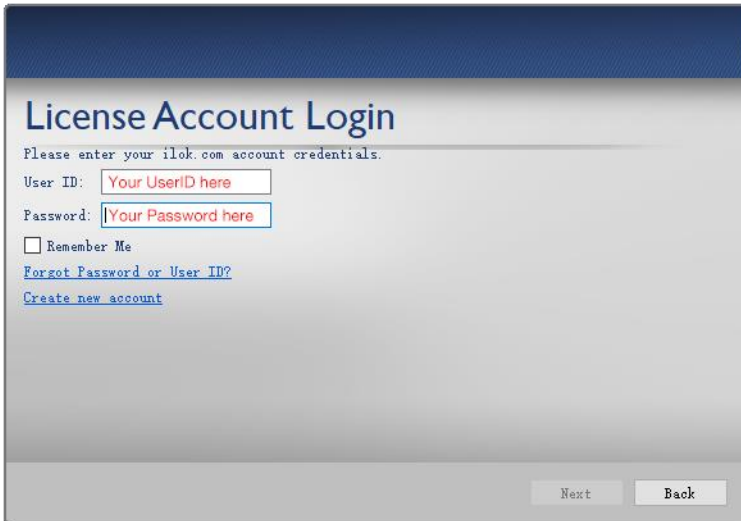 License Account Login
Please enter your ilok.com account credentials.
User ID: Your UserID here
Password: Your Password here
Remember Me
Forgot Password or User ID?
Create new account
Next Back